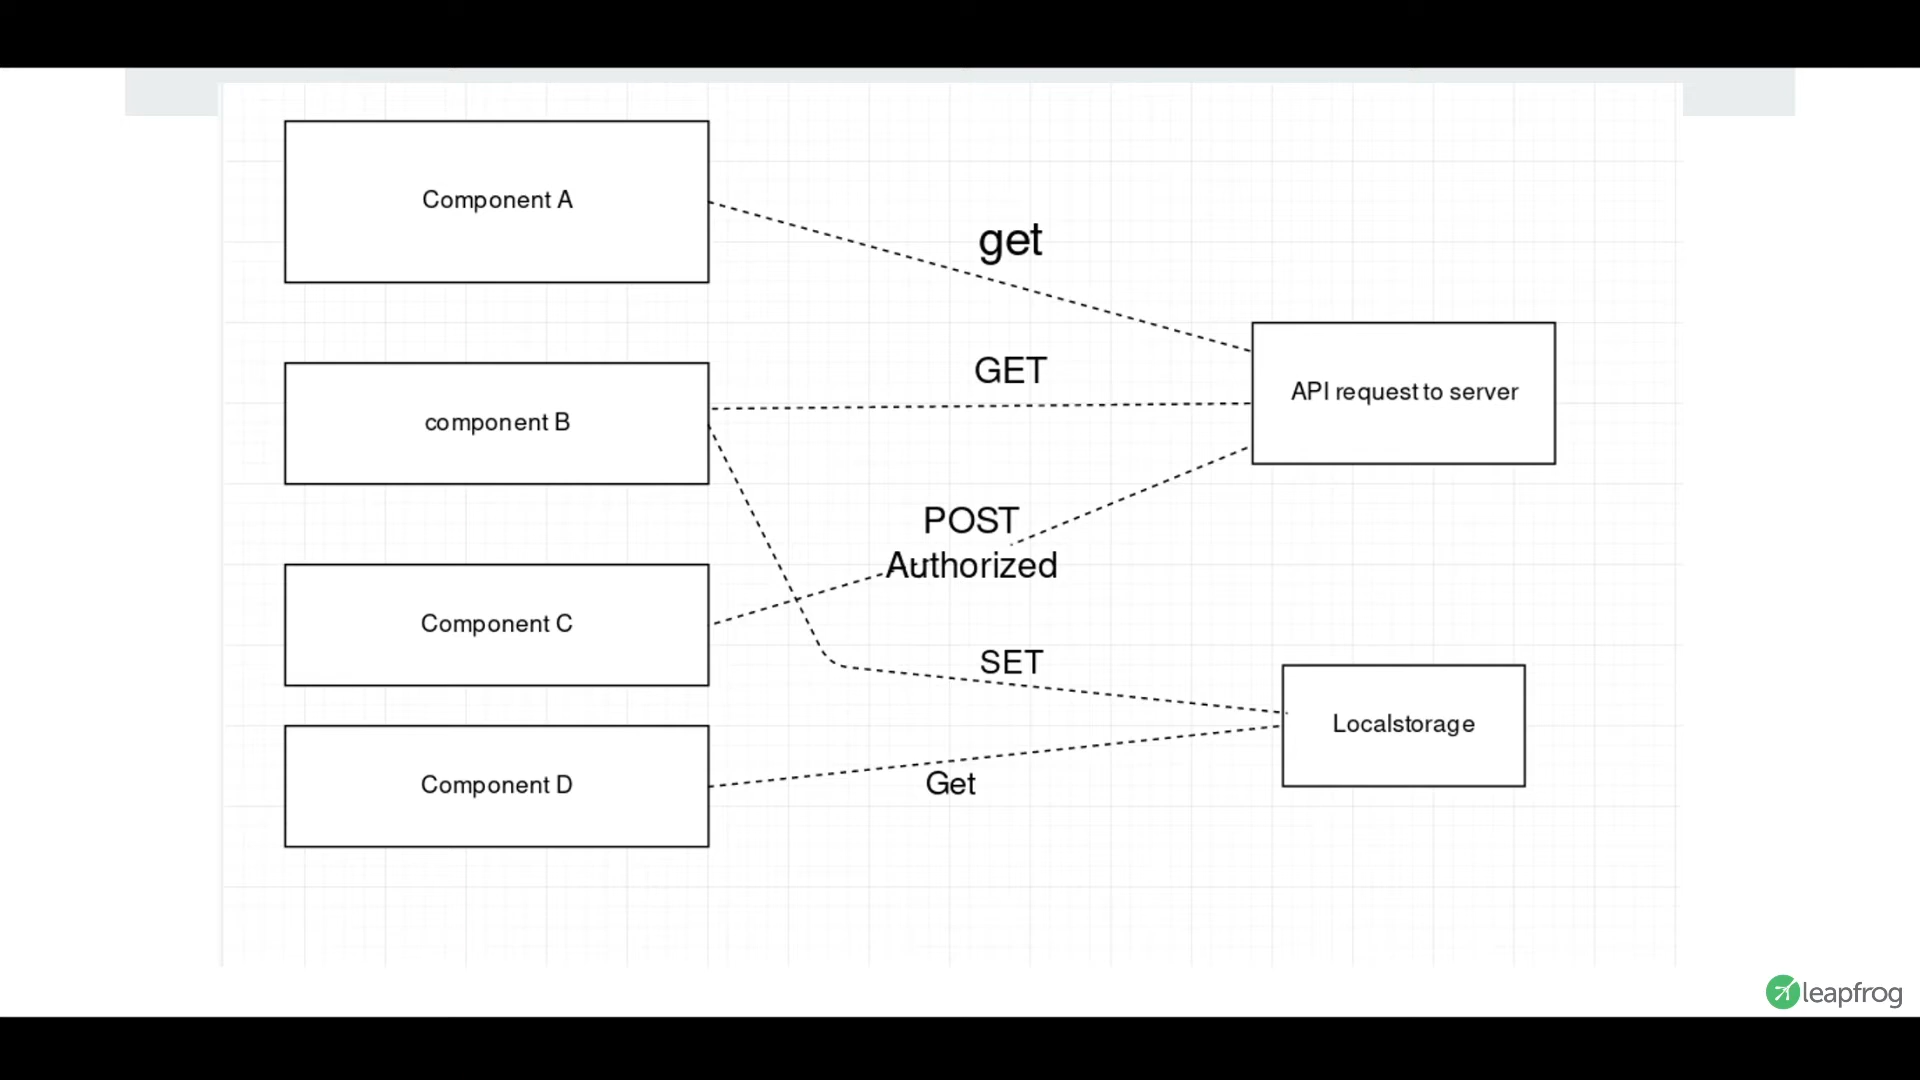 Component A
get
GET
API request to server
component B
POST
Authorized
Component C
SET
Localstorage
Component D
Get
leapfrog